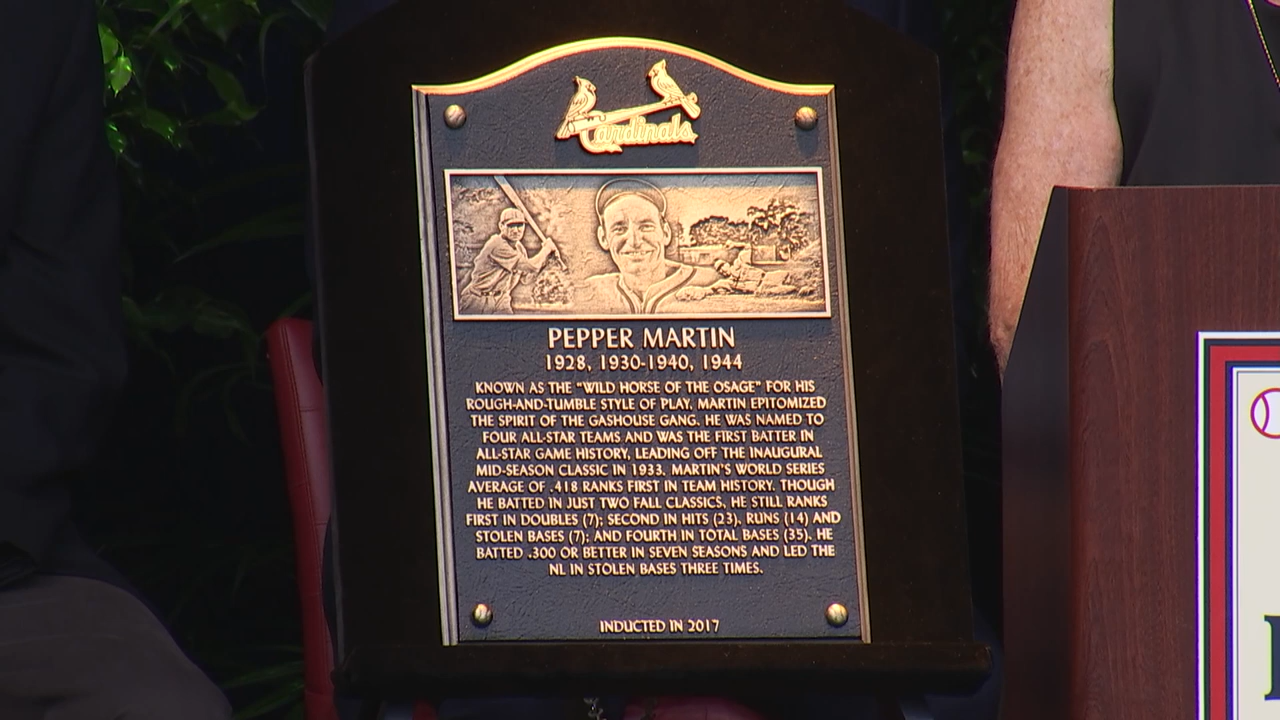 Cardinals
PEPPER MARTIN
1928, 1930-1940, 1944
KNOWN AS THE "WILD HORSE OF THE OSAGE" FOR HIS
ROUGH-AND-TUMBLE STYLE OF PLAY, MARTIN EPITOMIZED
THE SPIRIT OF THE GASHOUSE GANG. HE WAS NAMED TO
FOUR ALL-STAR TEAMS AND WAS THE FIRST BATTER IN
ALL-STAR GAME HISTORY, LEADING OFF THE INAUGURAL
MID-SEASON CLASSIC IN 1933. MARTIN'S WORLD SERIES
AVERAGE OF .418 RANKS FIRST IN TEAM HISTORY. THOUGH
HE BATTED IN JUST TWO FALL CLASSICS, HE STILL RANKS
FIRST IN DOUBLES (7); SECOND IN HITS (23), RUNS (14) AND
STOLEN BASES (7); AND FOURTH IN TOTAL BASES (35). HE
BATTED .300 OR BETTER IN SEVEN SEASONS AND LED THE
NL IN STOLEN BASES THREE TIMES.
INDUCTED IN 2017